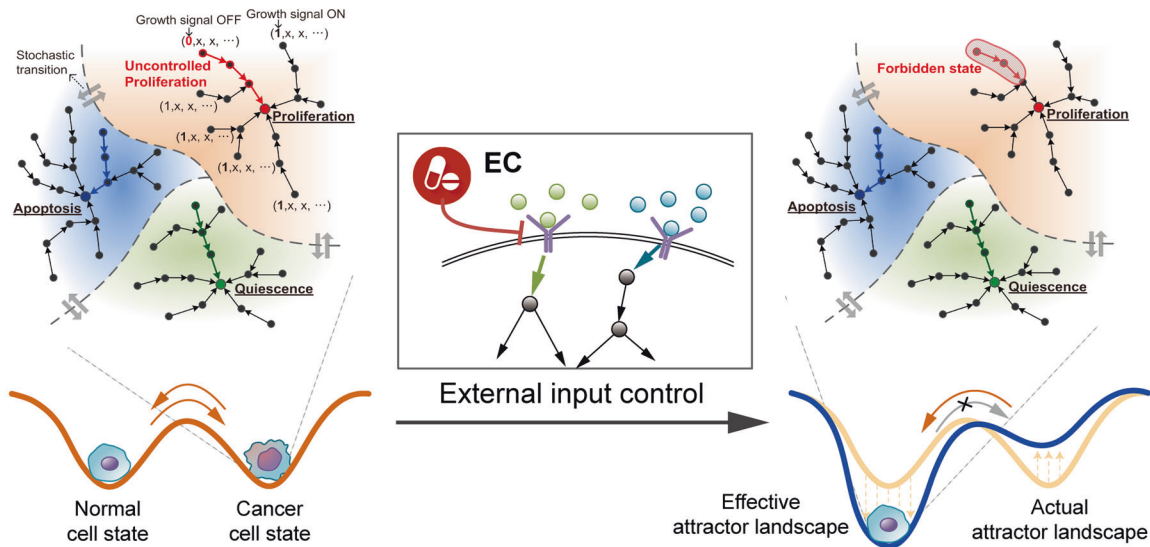 Growth signal OFF
Growth signal ON
(0,x, x, ···)
(1,x, x, ···)
Stochastic
transition
Uncontrolled
Proliferation
(1,x, x, ···)
Proliferation
(1,x, x, ···)
(1,x, x, ···)
(1,x, x, ···)
Apoptosis
Quiescence
EC
External input control
Forbidden state
Proliferation
Apoptosis
Quiescence
Normal
cell state
Cancer
cell state
Effective
attractor landscape
Actual
attractor landscape